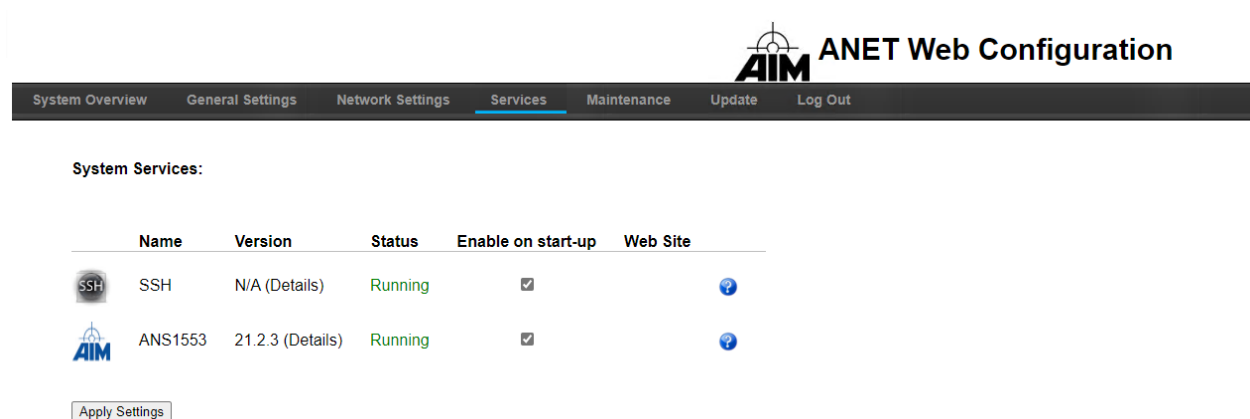 AIM ANET Web Configuration
System Overview General Settings Network Settings Services Maintenance Update Log Out
System Services:
Name Version Status Enable on start-up Web Site
SSH SSH N/A (Details) Running ?
AIM ANS1553 21.2.3 (Details) Running ?
Apply Settings